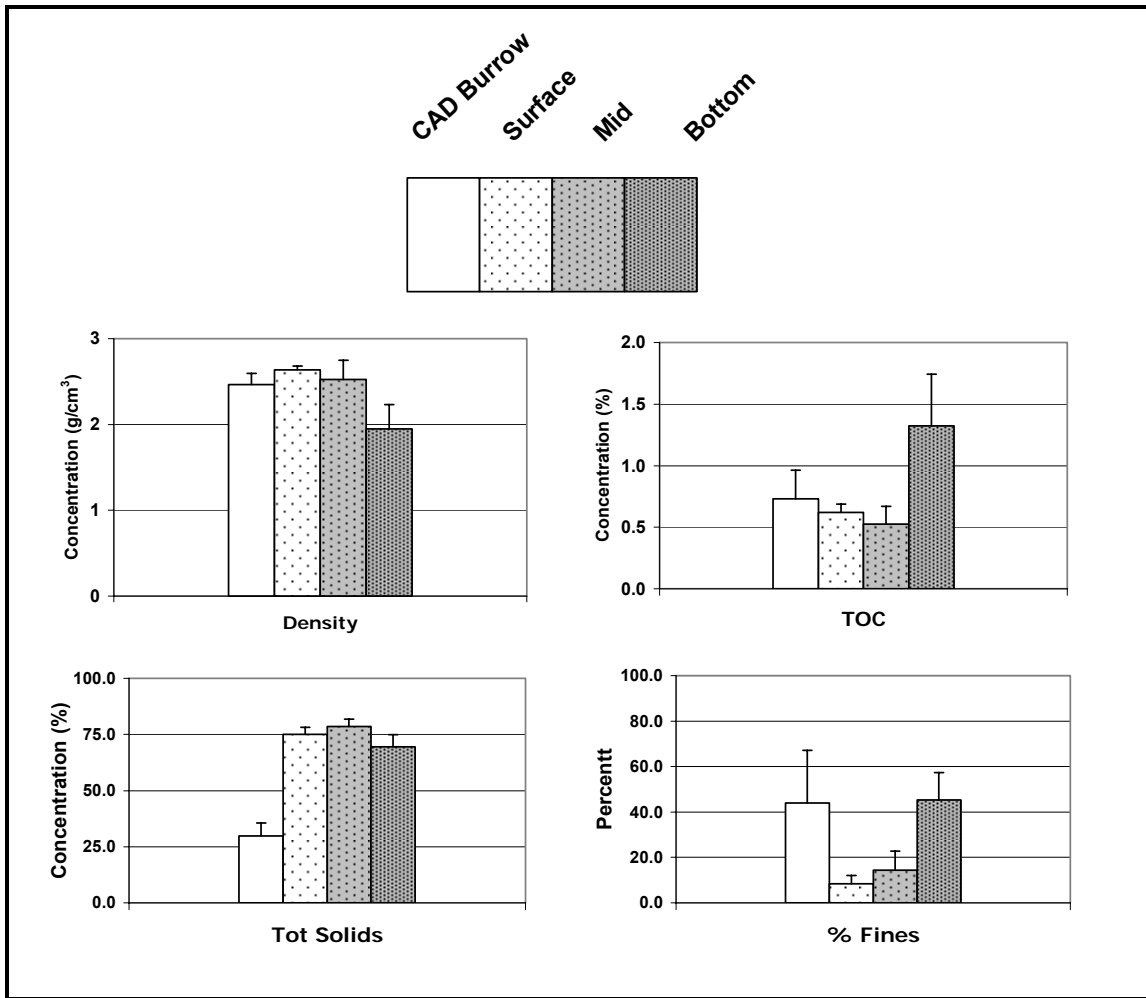 CAD Burrow
Surface
Mid
Bottom
3
2
1
0
Concentration (g/cm³)
Density
2.0
1.5
1.0
0.5
0.0
Concentration (%)
TOC
100.0
75.0
50.0
25.0
0.0
Concentration (%)
Tot Solids
100.0
80.0
60.0
40.0
20.0
0.0
Percentt
% Fines